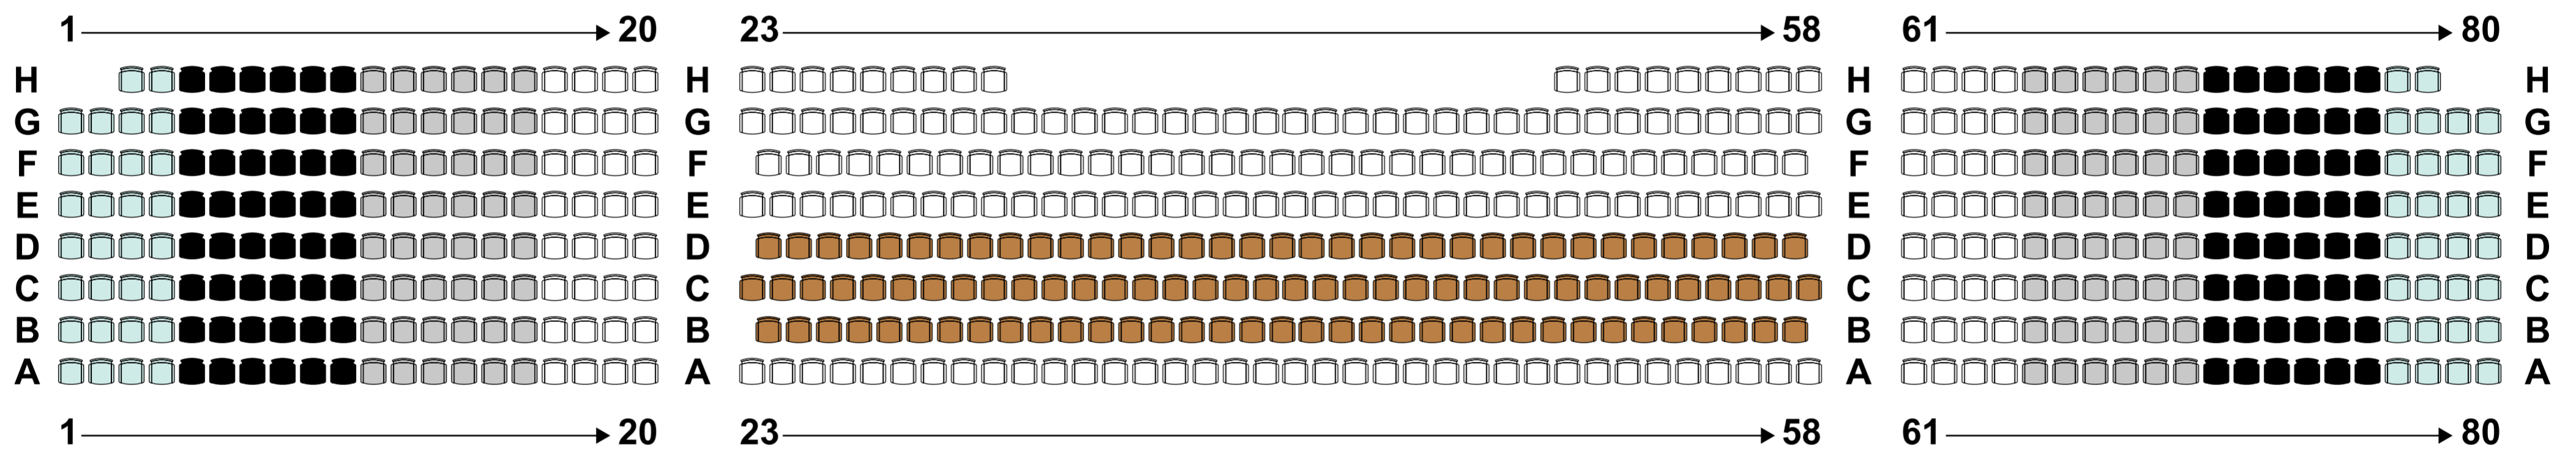 1 20 23 58 61 80
H H H H
G G G G
F F F F
E E E E
D D D D
C C C C
B B B B
A A A A
1 20 23 58 61 80